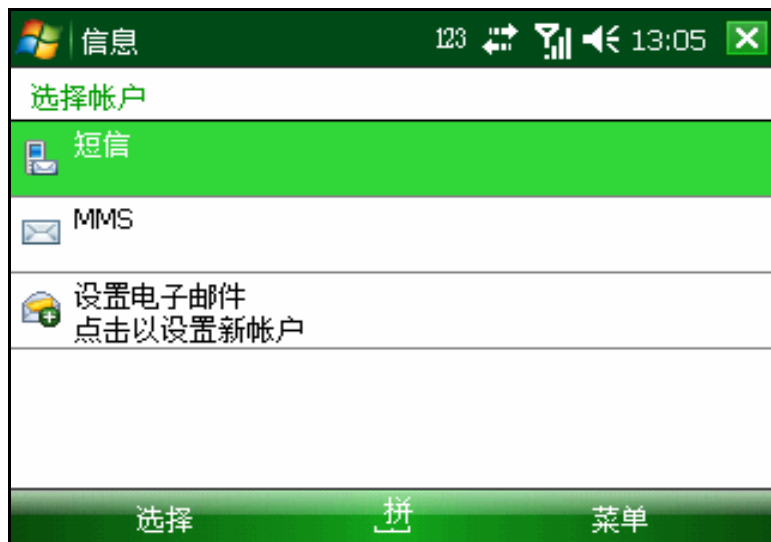 信息 123 13:05
选择帐户
短信
MMS
设置电子邮件
点击以设置新帐户
选择 拼 菜单